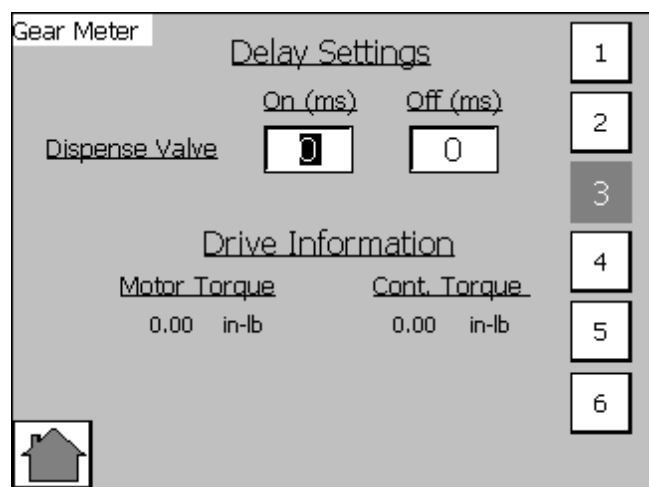 Gear Meter
Delay Settings
On (ms) Off (ms)
Dispense Valve 0 0
Drive Information
Motor Torque Cont. Torque
0.00 in-lb 0.00 in-lb
1
2
3
4
5
6